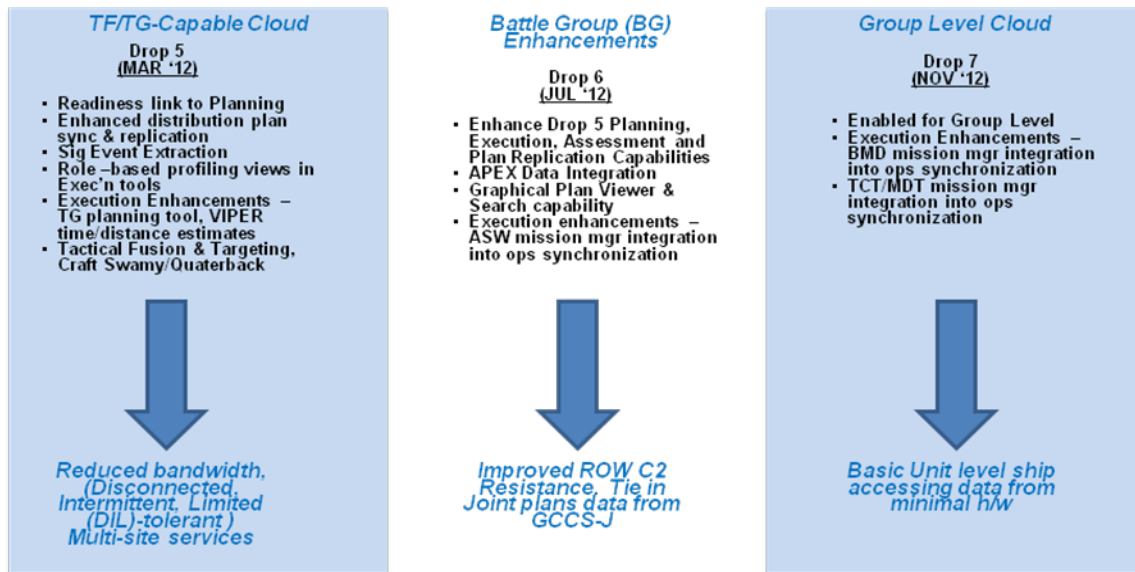 TF/TG-Capable Cloud
Drop 5
(MAR ‘12)
▪ Readiness link to Planning
▪ Enhanced distribution plan
sync & replication
▪ Sig Event Extraction
▪ Role –based profiling views in
Exec’n tools
▪ Execution Enhancements –
TG planning tool, VIPER
time/distance estimates
▪ Tactical Fusion & Targeting,
Craft Swamy/Quaterback
Reduced bandwidth,
(Disconnected,
Intermittent, Limited
(DIL)-tolerant )
Multi-site services
Battle Group (BG)
Enhancements
Drop 6
(JUL ‘12)
▪ Enhance Drop 5 Planning,
Execution, Assessment and
Plan Replication Capabilities
▪ APEX Data Integration
▪ Graphical Plan Viewer &
Search capability
▪ Execution enhancements –
ASW mission mgr integration
into ops synchronization
Improved ROW C2
Resistance, Tie in
Joint plans data from
GCCS-J
Group Level Cloud
Drop 7
(NOV ‘12)
▪ Enabled for Group Level
▪ Execution Enhancements –
BMD mission mgr integration
into ops synchronization
▪ TCT/MDT mission mgr
integration into ops
synchronization
Basic Unit level ship
accessing data from
minimal h/w